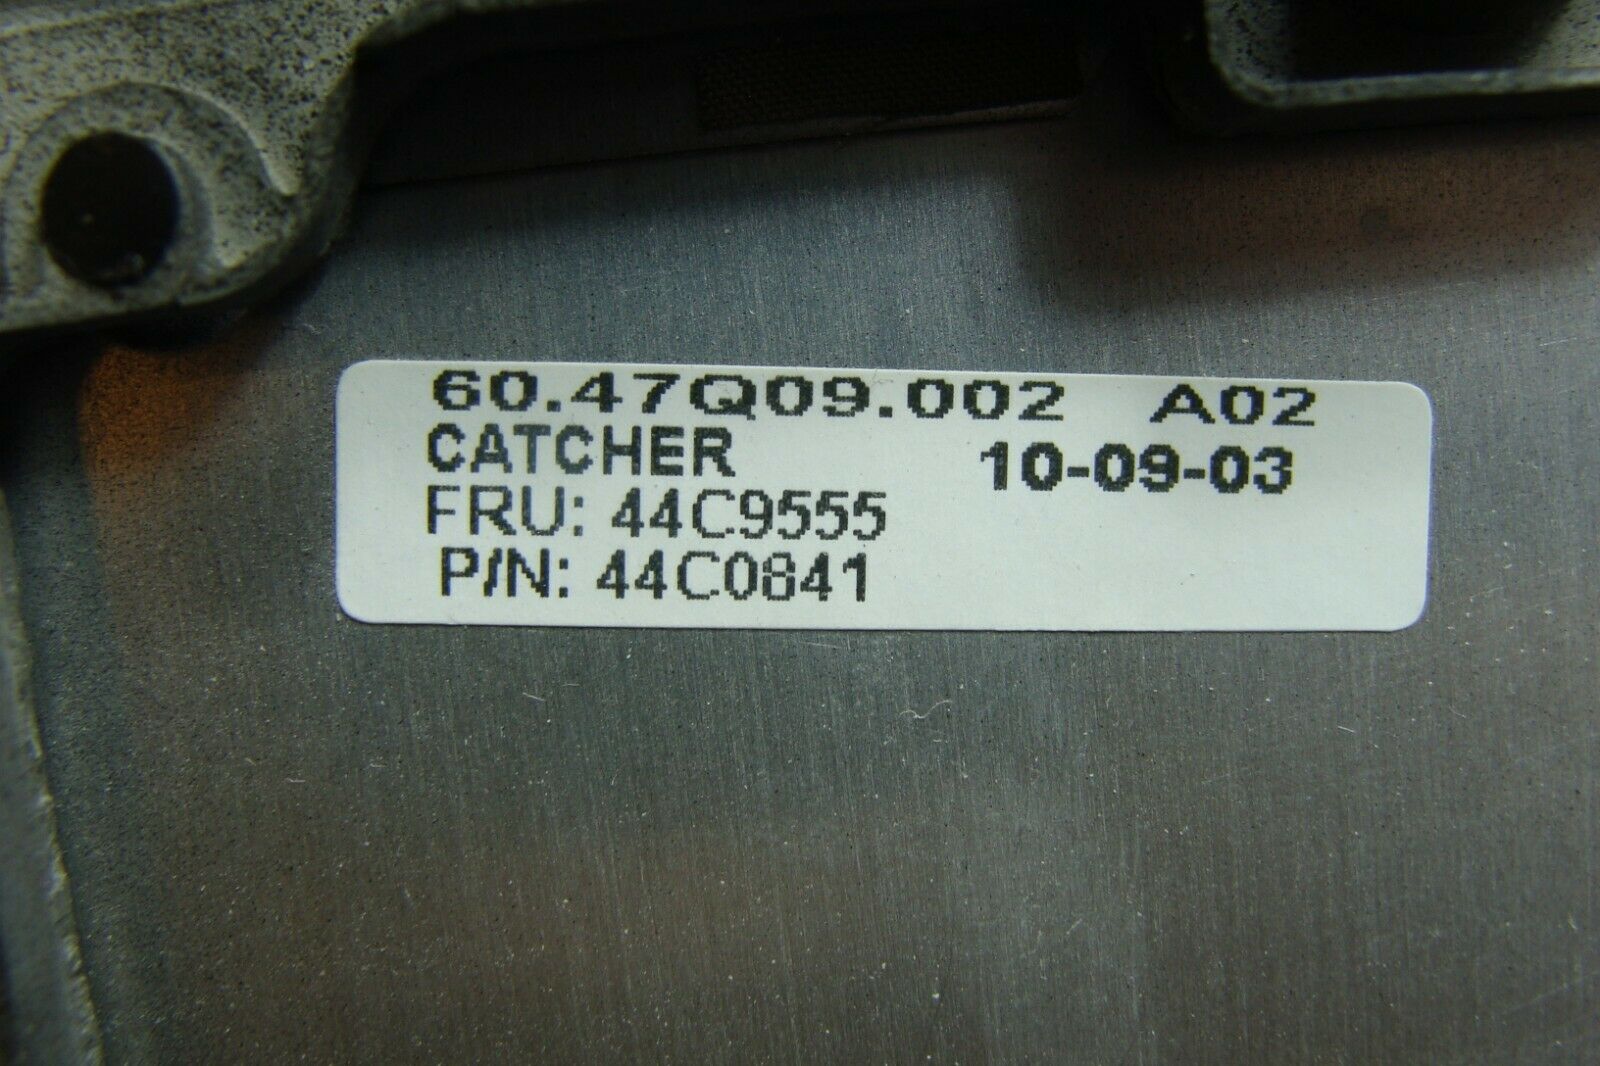 60.47Q09.002 A02
CATCHER 10-09-03
FRU: 44C9555
P/N: 44C0841